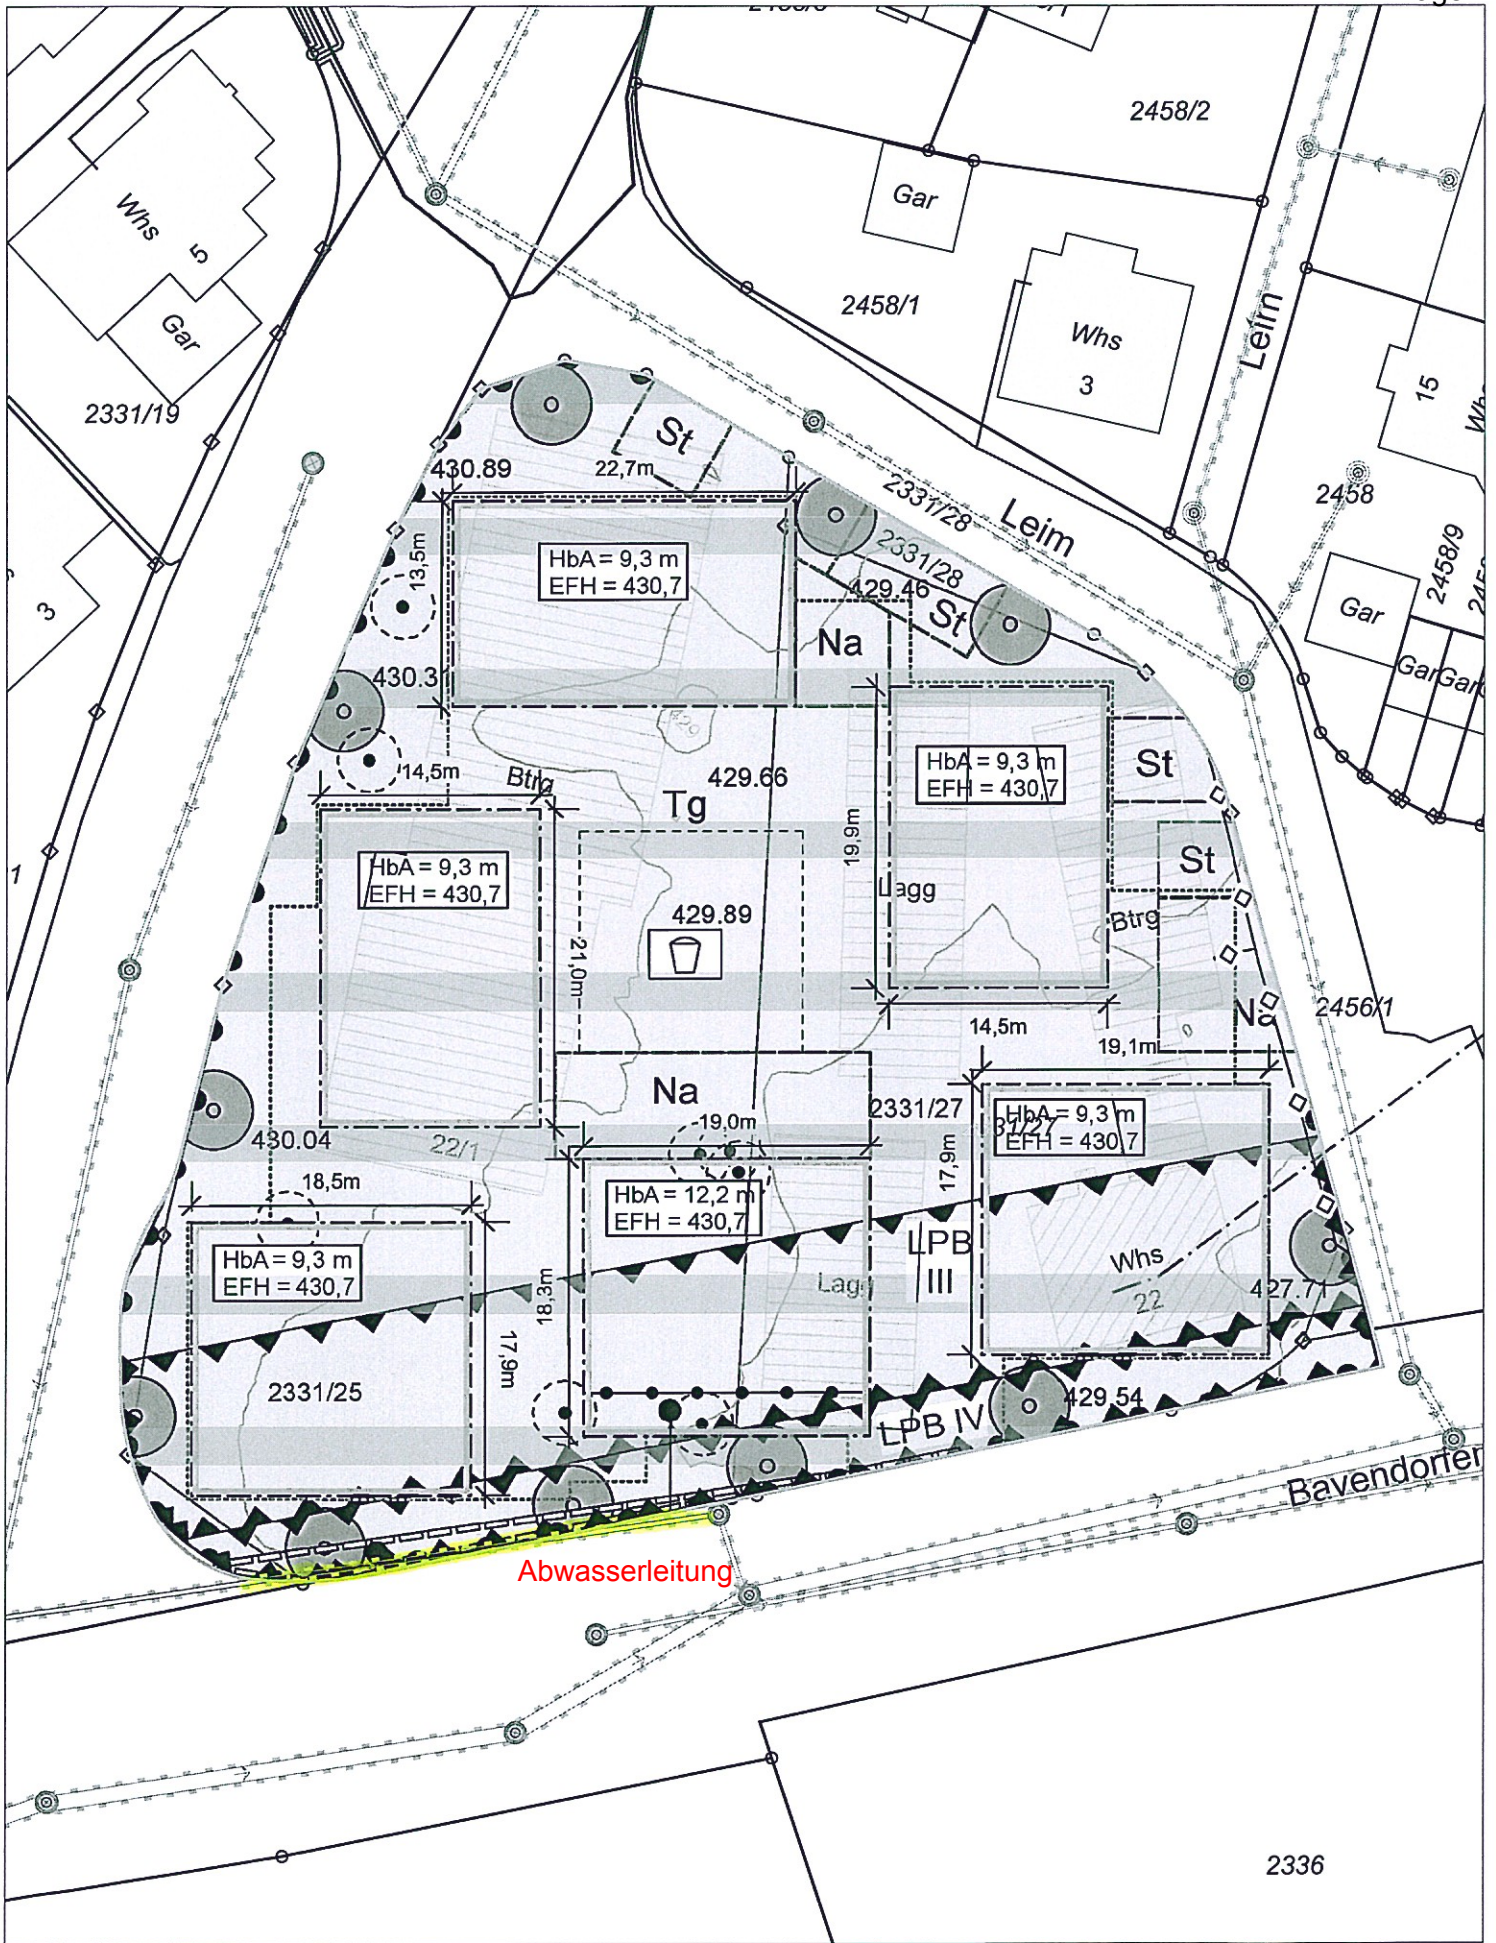 2458/2
Gar
Whs
5
Gar
2458/1
Whs
3
Leim
15
2331/19
St
22,7m
430.89
2458
2331/28
Leim
2331/28
2458/9
13,5m
HbA = 9,3 m
EFH = 430,7
429.46
St
Na
Gar
3
Gar
Gar
430.3
429
14,5m
Btrg
429.66
Tg
HbA = 9,3 m
EFH = 430,7
St
19,9m
St
HbA = 9,3 m
EFH = 430,7
Lagg
429.89
Btrg
21,0m
2456/1
14,5m
19,1m
Na
19,0m
2331/27
HbA = 9,3 m
EFH = 430,7
31/27
430.04
22/1
17,9m
18,5m
HbA = 12,2 m
EFH = 430,7
LPB
III
Whs
22
HbA = 9,3 m
EFH = 430,7
18,3m
Lagg
427.71
17,9m
2331/25
429.54
LPB IV
Bavendorfer
Abwasserleitung
2336